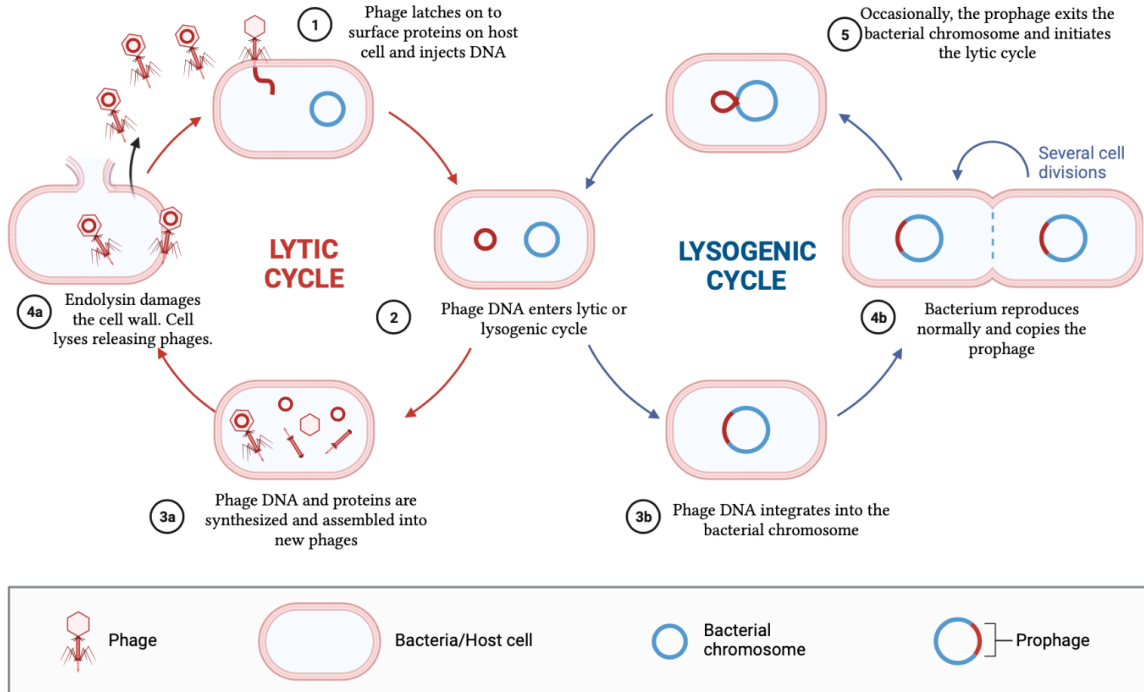 1
Phage latches on to
surface proteins on host
cell and injects DNA
5
Occasionally, the prophage exits the
bacterial chromosome and initiates
the lytic cycle
Several cell
divisions
LYTIC
CYCLE
LYSOGENIC
CYCLE
4a
Endolysin damages
the cell wall. Cell
lyses releasing phages.
2
Phage DNA enters lytic or
lysogenic cycle
4b
Bacterium reproduces
normally and copies the
prophage
3a
Phage DNA and proteins are
synthesized and assembled into
new phages
3b
Phage DNA integrates into the
bacterial chromosome
Phage
Bacteria/Host cell
Bacterial
chromosome
Prophage